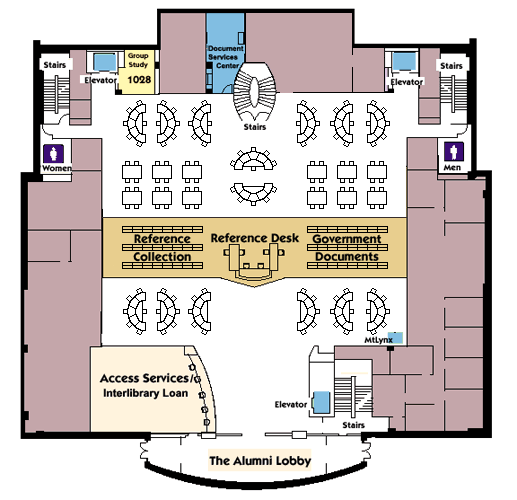 Group
Study
1028
Document
Services
Center
Stairs
Elevator
Elevator
Stairs
Stairs
Women
Men
Reference
Collection
Reference Desk
Government
Documents
MtLynx
Access Services/
Interlibrary Loan
Elevator
Stairs
The Alumni Lobby